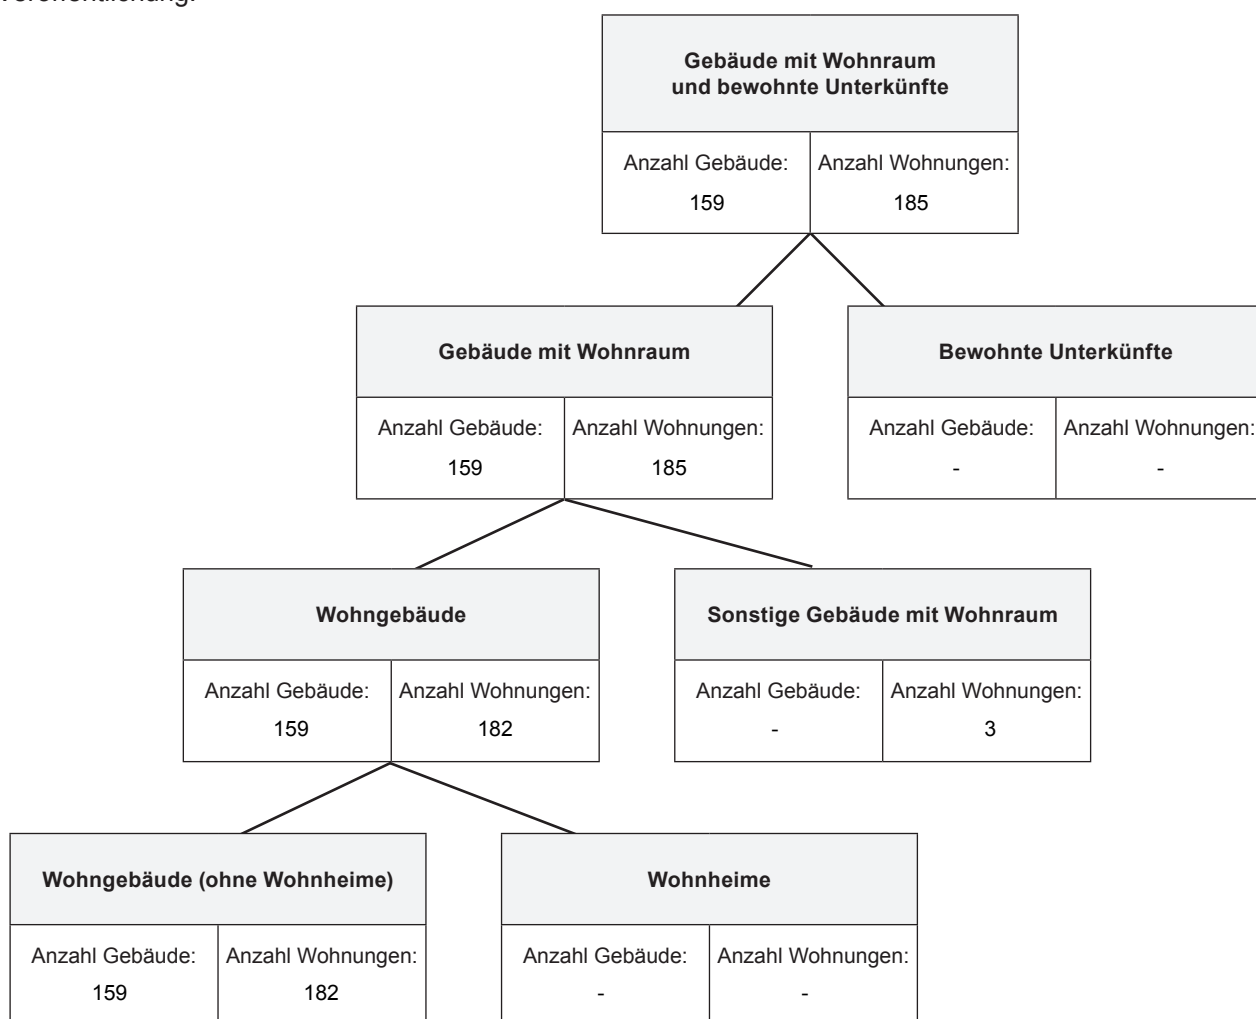 Veröffentlichung.
Gebäude mit Wohnraum
und bewohnte Unterkünfte
Anzahl Gebäude: Anzahl Wohnungen:
159 185
Gebäude mit Wohnraum
Bewohnte Unterkünfte
Anzahl Gebäude: Anzahl Wohnungen:
159 185
Anzahl Gebäude: Anzahl Wohnungen:
- -
Wohngebäude
Sonstige Gebäude mit Wohnraum
Anzahl Gebäude: Anzahl Wohnungen:
159 182
Anzahl Gebäude: Anzahl Wohnungen:
- 3
Wohngebäude (ohne Wohnheime)
Wohnheime
Anzahl Gebäude: Anzahl Wohnungen:
159 182
Anzahl Gebäude: Anzahl Wohnungen:
- -